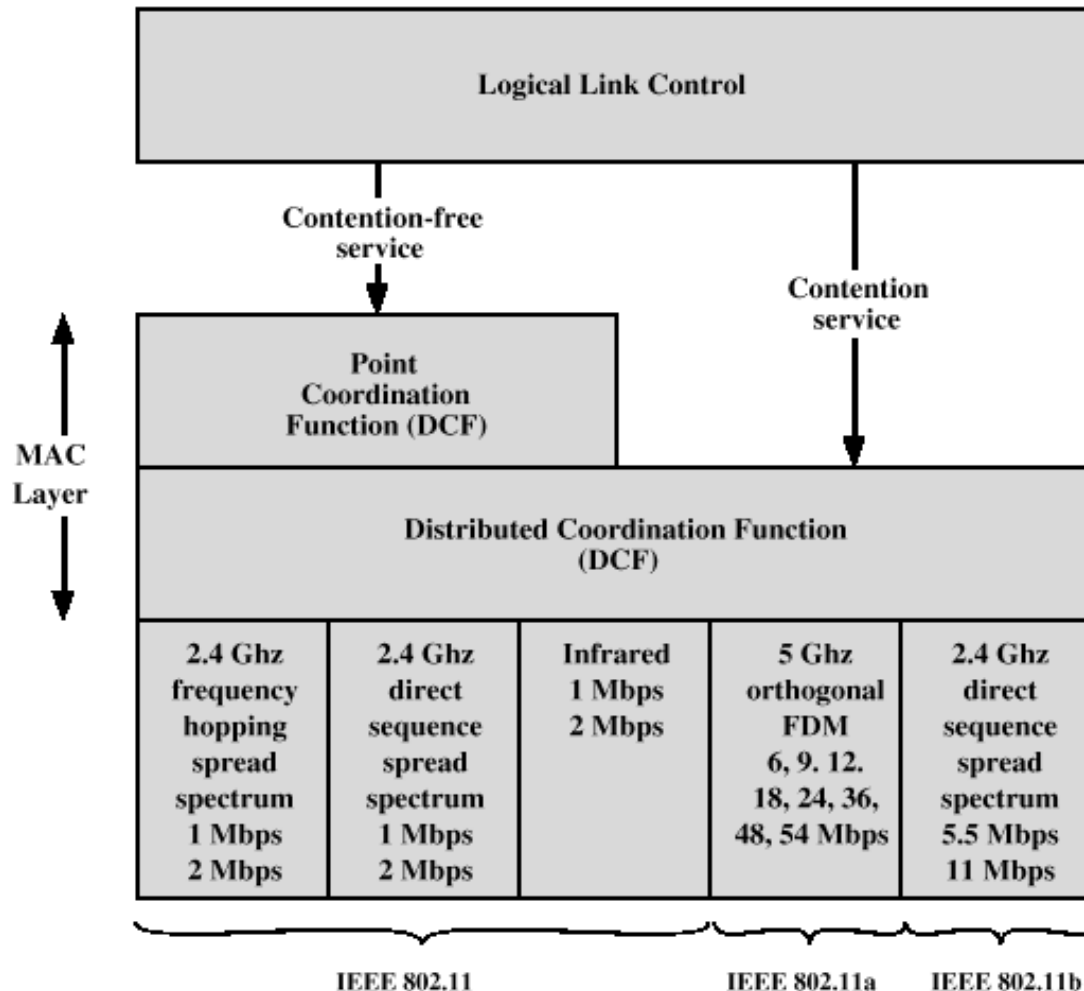 Logical Link Control
Contention-free
service
Contention
service
Point
Coordination
Function (DCF)
MAC
Layer
Distributed Coordination Function
(DCF)
2.4 Ghz
frequency
hopping
spread
spectrum
1 Mbps
2 Mbps
2.4 Ghz
direct
sequence
spread
spectrum
1 Mbps
2 Mbps
Infrared
1 Mbps
2 Mbps
5 Ghz
orthogonal
FDM
6, 9. 12.
18, 24, 36,
48, 54 Mbps
2.4 Ghz
direct
sequence
spread
spectrum
5.5 Mbps
11 Mbps
IEEE 802.11
IEEE 802.11a
IEEE 802.11b